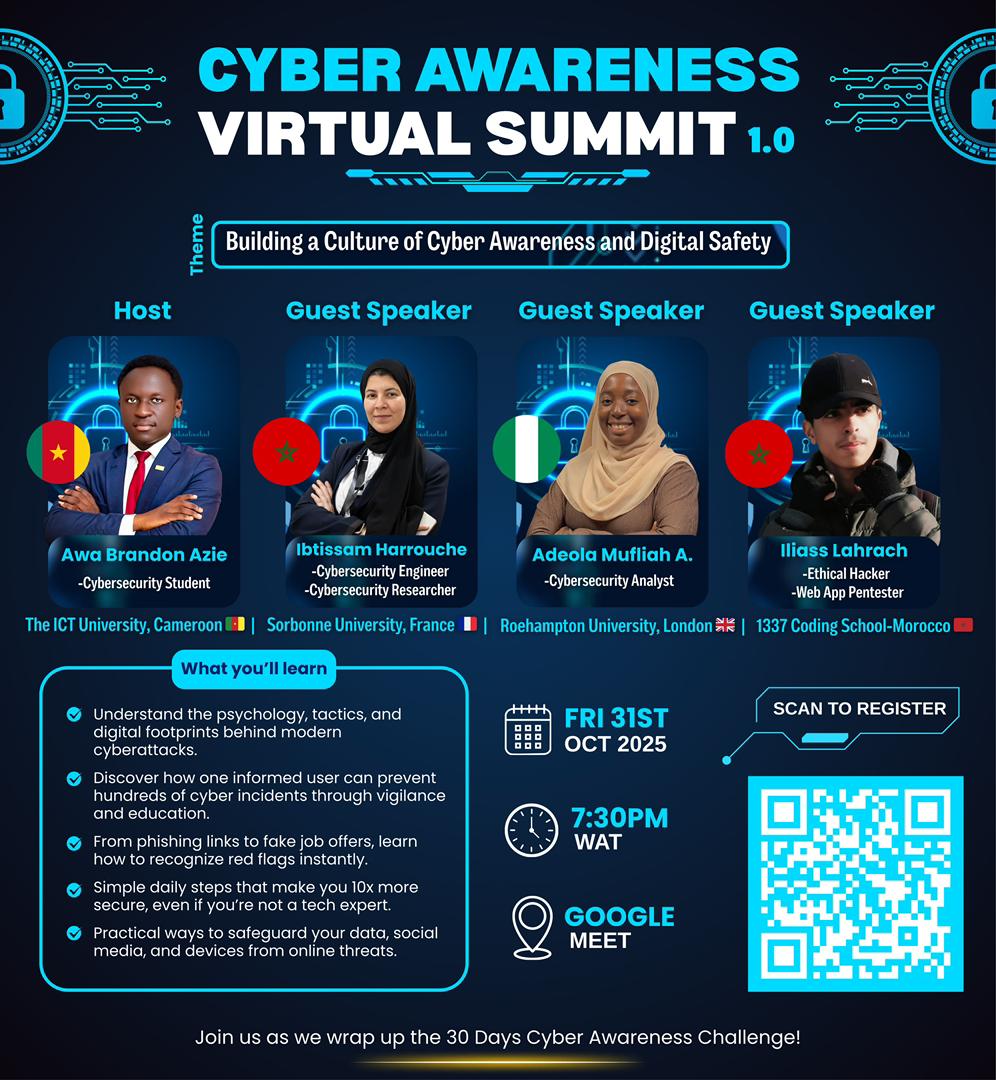 CYBER AWARENESS
VIRTUAL SUMMIT 1.0
Theme
Building a Culture of Cyber Awareness and Digital Safety
Host
Guest Speaker
Guest Speaker
Guest Speaker
Awa Brandon Azie
-Cybersecurity Student
Ibtissam Harrouche
-Cybersecurity Engineer
-Cybersecurity Researcher
Adeola Mufliah A.
-Cybersecurity Analyst
Iliass Lahrach
-Ethical Hacker
-Web App Pentester
The ICT University, Cameroon | Sorbonne University, France | Roehampton University, London | 1337 Coding School-Morocco
What you'll learn
Understand the psychology, tactics, and
digital footprints behind modern
cyberattacks.
Discover how one informed user can prevent
hundreds of cyber incidents through vigilance
and education.
From phishing links to fake job offers, learn
how to recognize red flags instantly.
Simple daily steps that make you 10x more
secure, even if you're not a tech expert.
Practical ways to safeguard your data, social
media, and devices from online threats.
FRI 31ST
OCT 2025
7:30PM
WAT
GOOGLE
MEET
SCAN TO REGISTER
Join us as we wrap up the 30 Days Cyber Awareness Challenge!